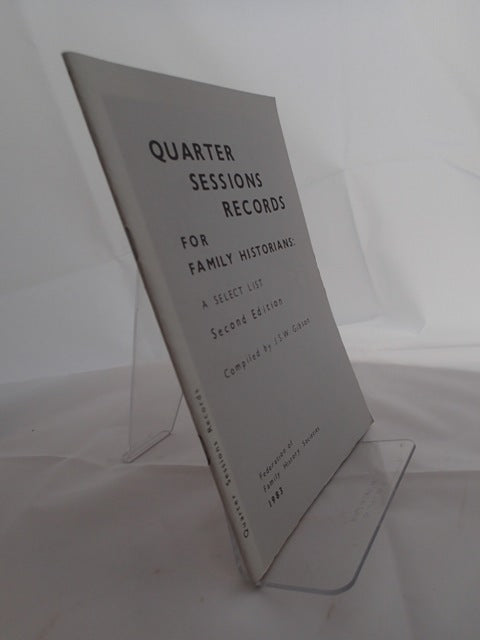 QUARTER
SESSIONS
RECORDS
FOR
FAMILY HISTORIANS:
A SELECT LIST
Second Edition
Compiled by J.S.W. Gibson
Federation of
Family History Societies
1983
Quarter Sessions Records